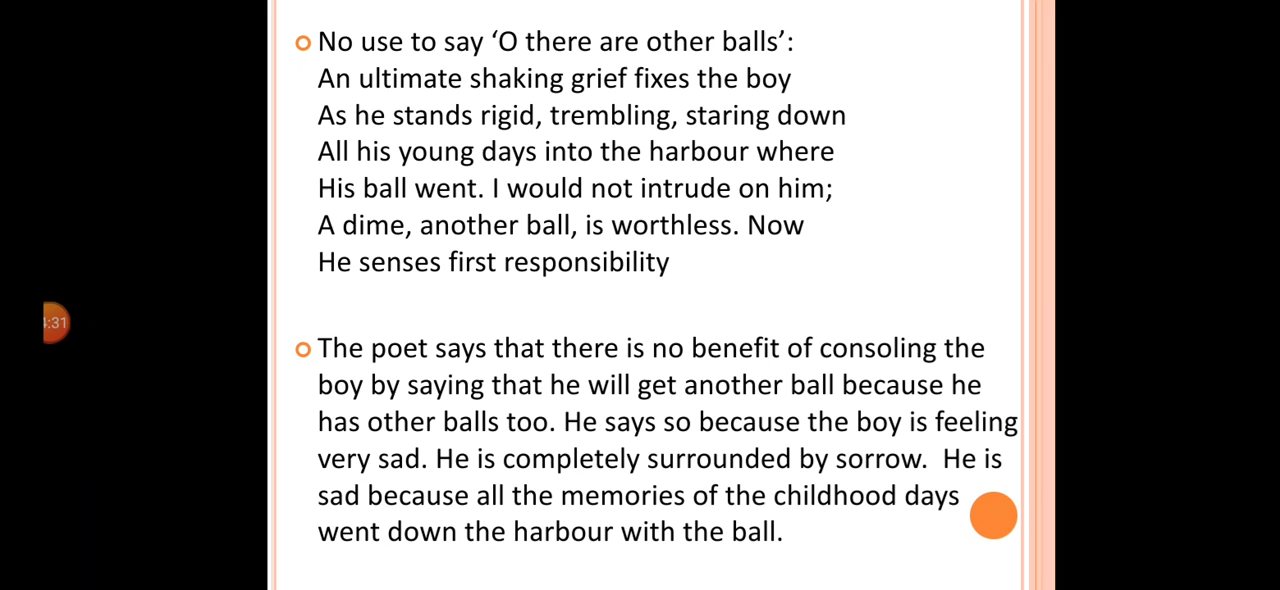 No use to say ‘O there are other balls’:
An ultimate shaking grief fixes the boy
As he stands rigid, trembling, staring down
All his young days into the harbour where
His ball went. I would not intrude on him;
A dime, another ball, is worthless. Now
He senses first responsibility
:31
The poet says that there is no benefit of consoling the
boy by saying that he will get another ball because he
has other balls too. He says so because the boy is feeling
very sad. He is completely surrounded by sorrow.  He is
sad because all the memories of the childhood days
went down the harbour with the ball.